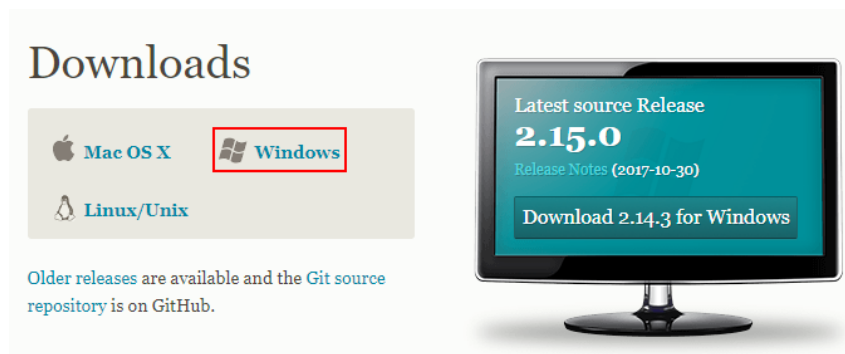 Downloads
Mac OS X
Windows
Linux/Unix
Older releases are available and the Git source
repository is on GitHub.
Latest source Release
2.15.0
Release Notes (2017-10-30)
Download 2.14.3 for Windows